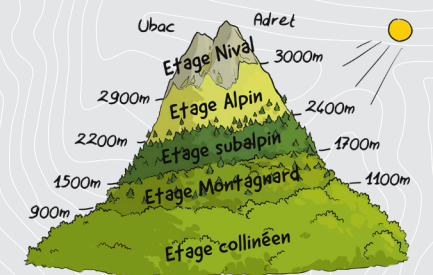 Ubac
Adret
Etage Nival
3000m
2900m
Etage Alpin
2400m
2200m
Etage subalpin
1700m
1500m
Etage Montagnard
1100m
900m
Etage collinéen